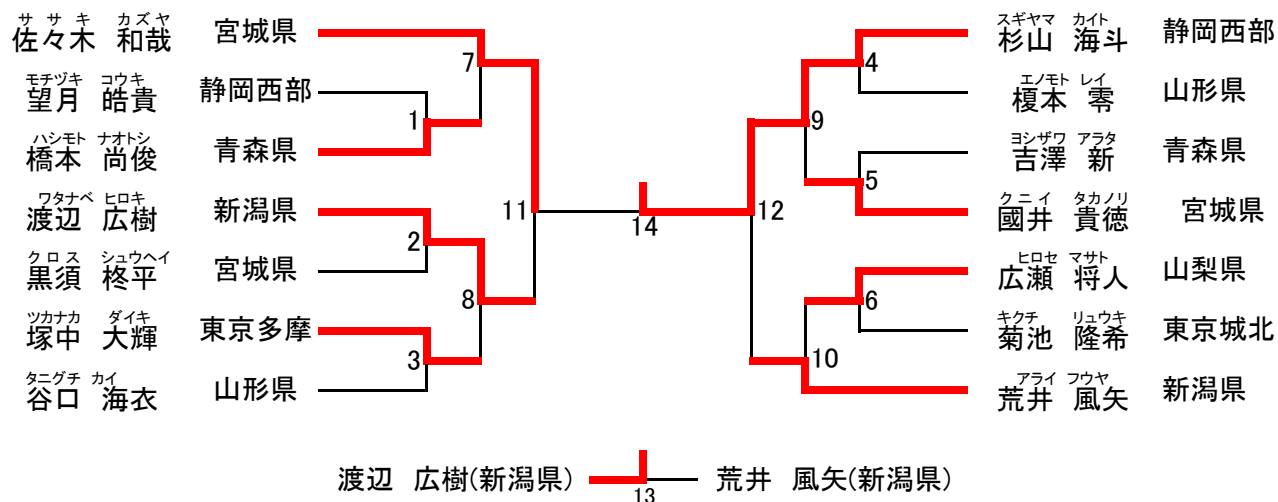 ササキ カズヤ
佐々木 和哉 宮城県
モチヅキ コウキ
望月 皓貴 静岡西部
ハシモト ナオトシ
橋本 尚俊 青森県
ワタナベ ヒロキ
渡辺 広樹 新潟県
クロス シュウヘイ
黒須 柊平 宮城県
ツカナカ ダイキ
塚中 大輝 東京多摩
タニグチ カイ
谷口 海衣 山形県
7
1
2
8
3
11
14
12
4
9
5
6
10
スギヤマ カイト
杉山 海斗 静岡西部
エノモト レイ
榎本 零 山形県
ヨシザワ アラタ
吉澤 新 青森県
クニイ タカノリ
國井 貴徳 宮城県
ヒロセ マサト
広瀬 将人 山梨県
キクチ リュウキ
菊池 隆希 東京城北
アライ フウヤ
荒井 風矢 新潟県
渡辺 広樹(新潟県) 13 荒井 風矢(新潟県)